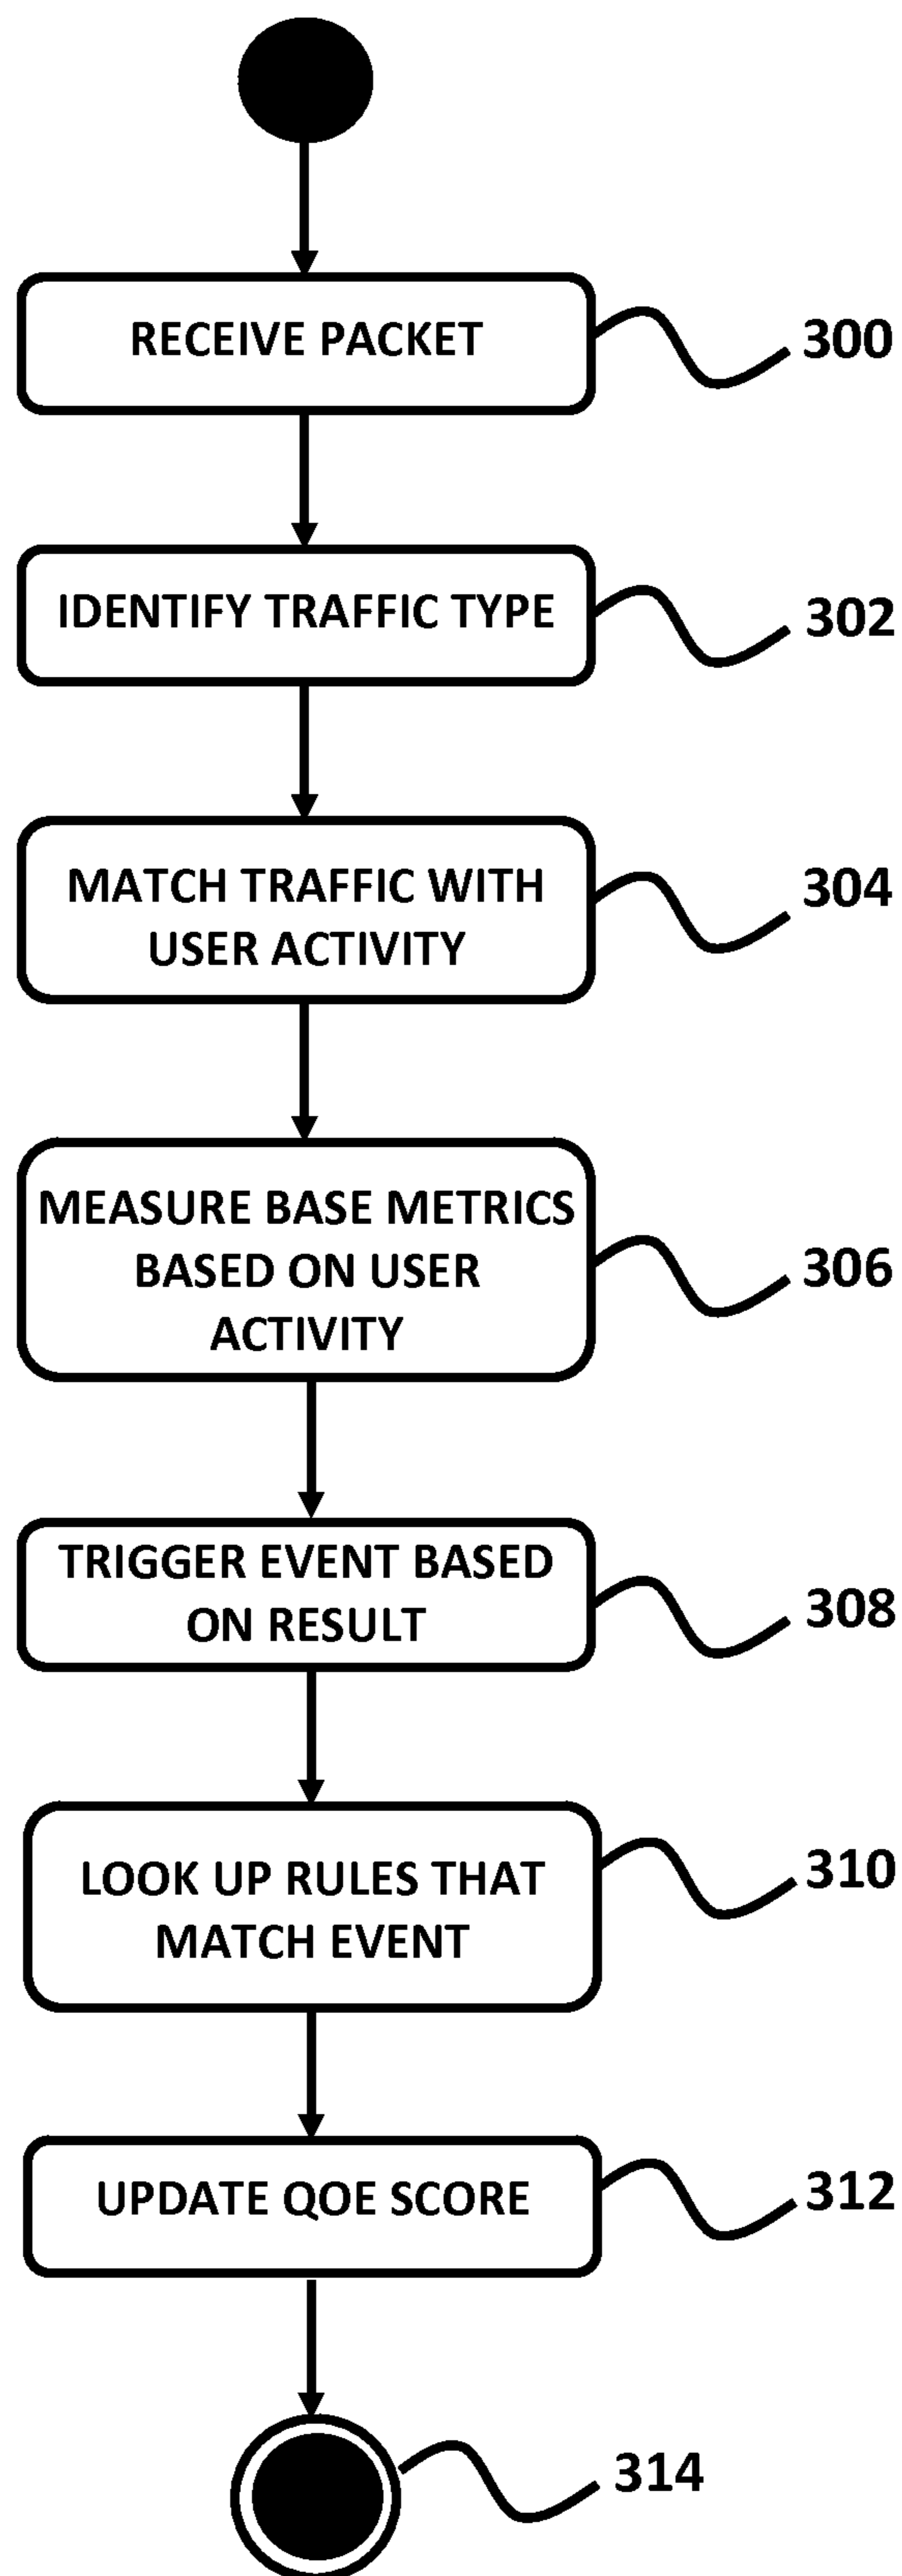 RECEIVE PACKET
300
IDENTIFY TRAFFIC TYPE
302
MATCH TRAFFIC WITH
USER ACTIVITY
304
MEASURE BASE METRICS
BASED ON USER
ACTIVITY
306
TRIGGER EVENT BASED
ON RESULT
308
LOOK UP RULES THAT
MATCH EVENT
310
UPDATE QOE SCORE
312
314